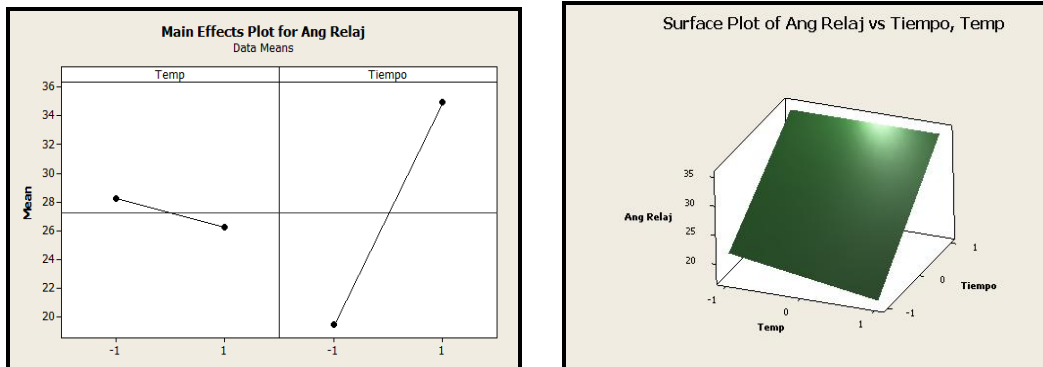 Main Effects Plot for Ang Relaj
Data Means
Temp
Tiempo
36
34
32
30
28
26
24
22
20
Mean
-1
1
-1
1
Surface Plot of Ang Relaj vs Tiempo, Temp
35
30
25
20
Ang Relaj
-1
0
1
Temp
-1
0
1
Tiempo